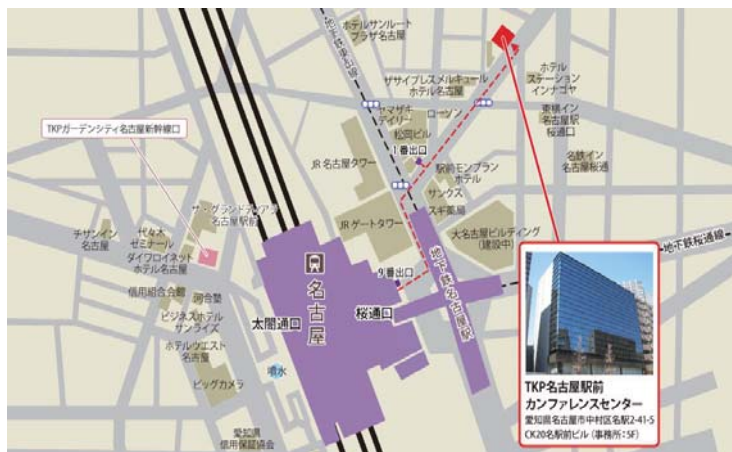 ホテルサンルート
プラザ名古屋
地下鉄東山線
ザサイプレスメルキュール
ホテル名古屋
ホテル
ステーション
インナゴヤ
東横イン
名古屋駅
桜通口
名鉄イン
名古屋桜通
ヤマザキ
デイリー
ローソン
松岡ビル
1番出口
TKPガーデンシティ名古屋新幹線口
JR名古屋タワー
駅前モンブラン
ホテル
サンクス
スギ薬局
名古屋駅前
JRゲートタワー
大名古屋ビルディング
(建設中)
地下鉄桜通線
チサンイン
名古屋
代々木
ゼミナール
ダイワロイネット
ホテル名古屋
9番出口
地下鉄名古屋駅
名古屋
桜通口
太閤通口
信用組合会館
河合塾
ビジネスホテル
サンライズ
ホテルウエスト
名古屋
噴水
ビッグカメラ
愛知県
信用保証協会
TKP名古屋駅前
カンファレンスセンター
愛知県名古屋市中村区名駅2-41-5
CK20名駅前ビル (事務所:5F)